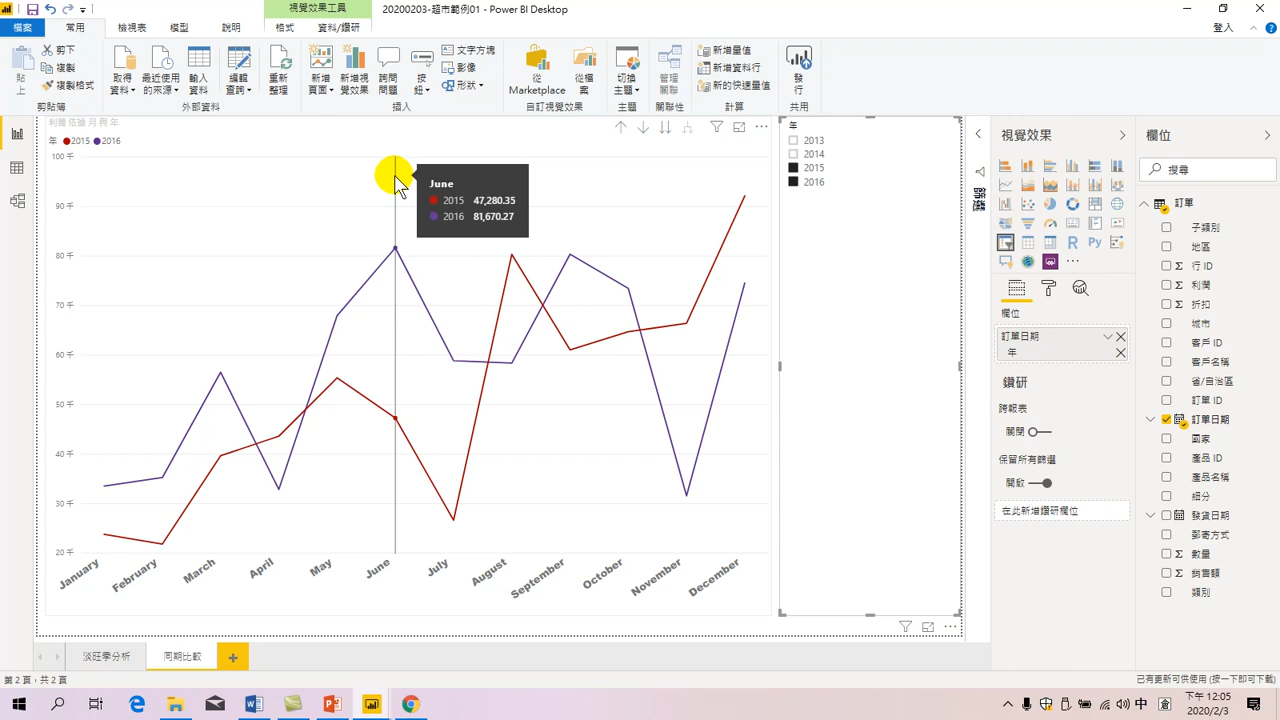 視覺效果工具
20200203-超市範例01 - Power BI Desktop
檔案
常用
檢視表
模型
說明
格式
資料/鑽研
登入
貼上
剪下
複製
複製格式
剪貼簿
取得資料
最近使用的來源
輸入資料
編輯查詢
重新整理
外部資料
新增頁面
新增視覺效果
詢問問題
按鈕
文字方塊
影像
形狀
插入
從 Marketplace
從檔案
自訂視覺效果
切換主題
主題
管理關聯
關聯性
新增量值
新增資料行
新的快速量值
計算
發行
共用
利潤 依據 月 與 年
年 2015 2016
100 千
90 千
80 千
70 千
60 千
50 千
40 千
30 千
20 千
June
2015 47,280.35
2016 81,670.27
January
February
March
April
May
June
July
August
September
October
November
December
年
2013
2014
2015
2016
篩選
視覺效果
R
Py
欄位
訂單日期
年
鑽研
跨報表
關閉
保留所有篩選
開啟
在此新增鑽研欄位
欄位
搜尋
訂單
子類別
地區
Σ 行 ID
Σ 利潤
Σ 折扣
城市
客戶 ID
客戶名稱
省/自治區
訂單 ID
訂單日期
國家
產品 ID
產品名稱
細分
發貨日期
郵寄方式
Σ 數量
Σ 銷售額
類別
淡旺季分析
同期比較
第 2 頁，共 2 頁
已有更新可供使用 (按一下即可下載)
中
下午 12:05
2020/2/3